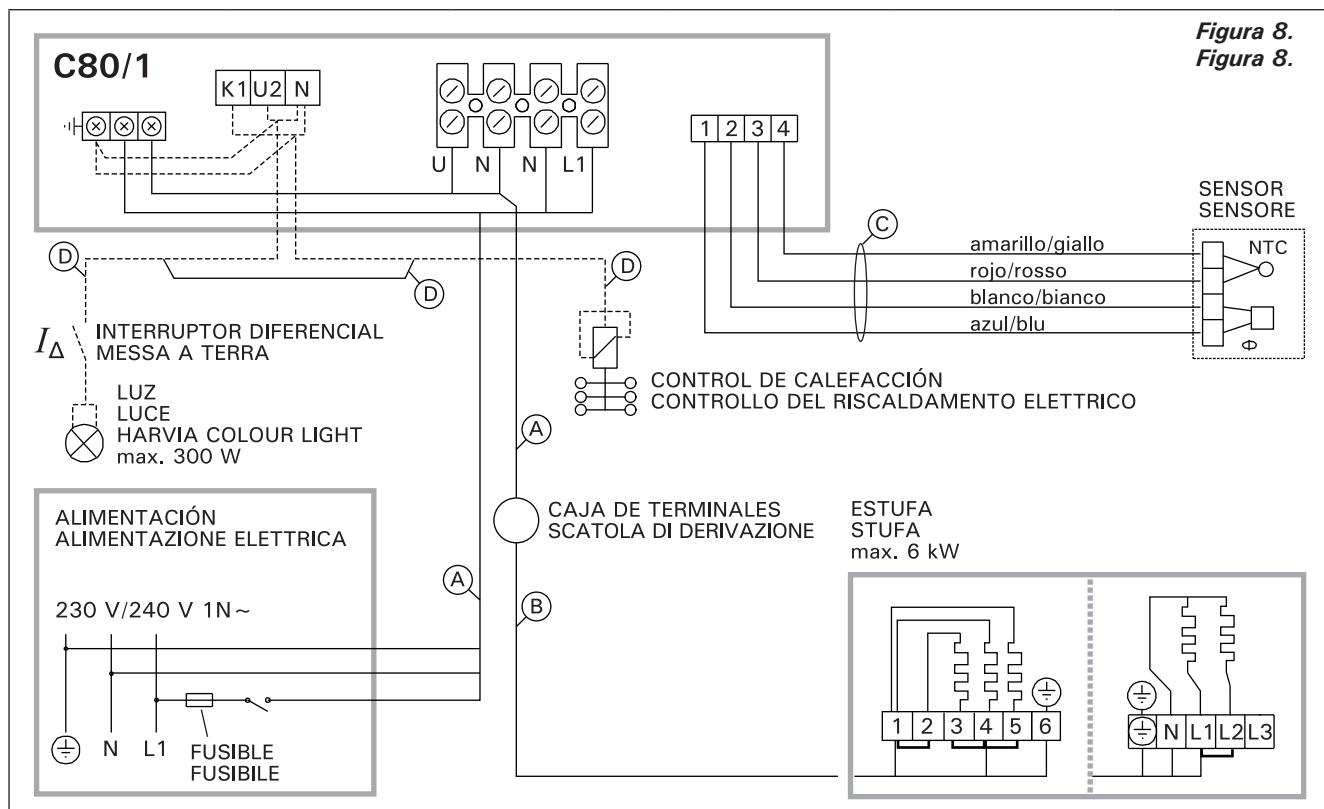 Figura 8.
Figura 8.
C80/1
K1 U2 N
U N N L1
1 2 3 4
SENSOR
SENSORE
C
amarillo/giallo
NTC
rojo/rosso
blanco/bianco
azul/blu
Φ
D
D
D
I∆
INTERRUPTOR DIFERENCIAL
MESSA A TERRA
LUZ
LUCE
HARVIA COLOUR LIGHT
max. 300 W
CONTROL DE CALEFACCIÓN
CONTROLLO DEL RISCALDAMENTO ELETTRICO
A
CAJA DE TERMINALES
SCATOLA DI DERIVAZIONE
ESTUFA
STUFA
max. 6 kW
ALIMENTACIÓN
ALIMENTAZIONE ELETTRICA
A
B
230 V/240 V 1N~
N L1
FUSIBLE
FUSIBILE
1 2 3 4 5 6
N L1 L2 L3